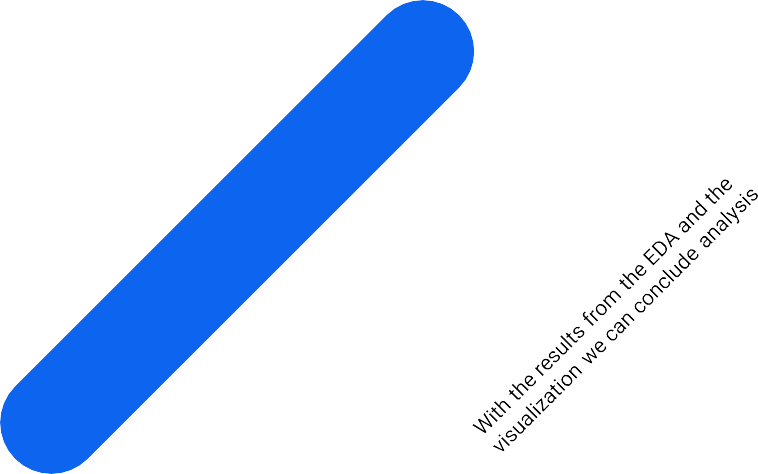 With the results from the EDA and the
visualization we can conclude analysis